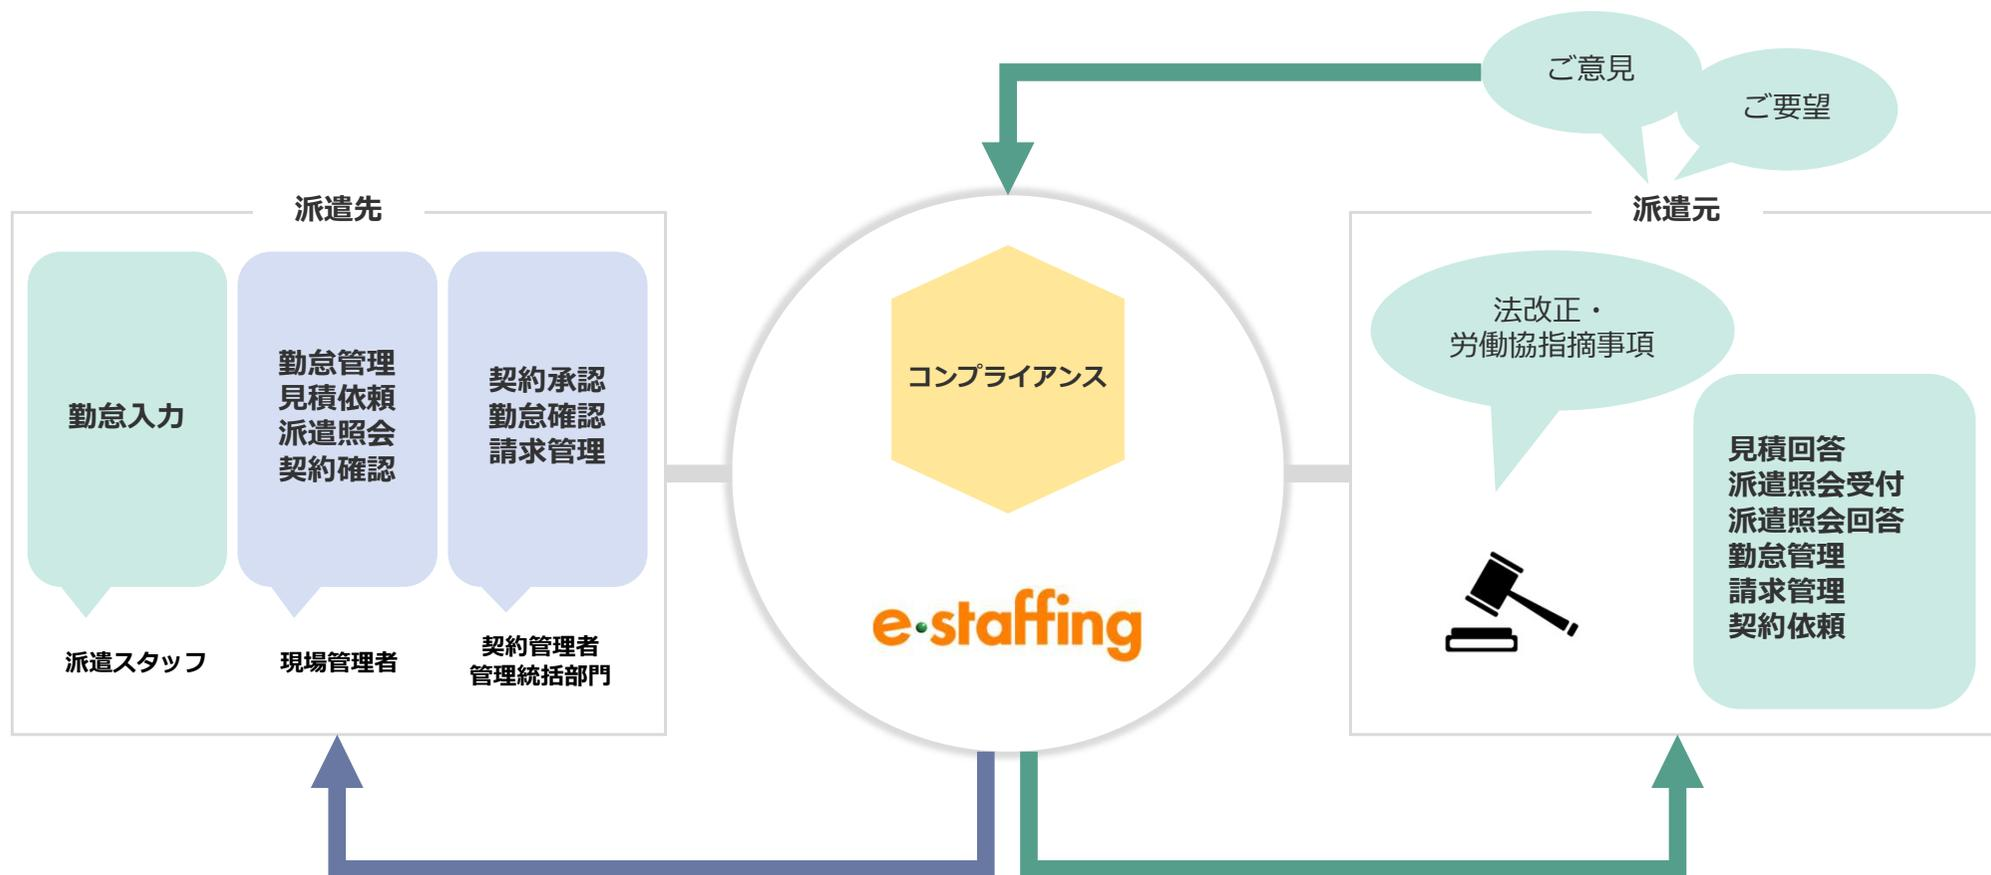 ご意見
ご要望
派遣先
勤怠入力
勤怠管理
見積依頼
派遣照会
契約確認
契約承認
勤怠確認
請求管理
派遣スタッフ
現場管理者
契約管理者
管理統括部門
コンプライアンス
e-staffing
派遣元
法改正・
労働協指摘事項
見積回答
派遣照会受付
派遣照会回答
勤怠管理
請求管理
契約依頼